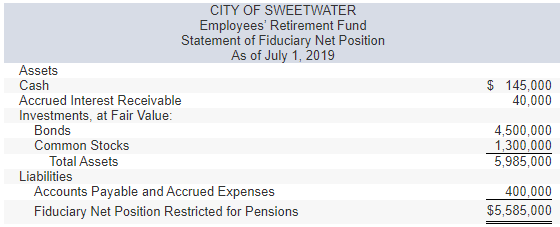 CITY OF SWEETWATER
Employees' Retirement Fund
Statement of Fiduciary Net Position
As of July 1, 2019
Assets
Cash $ 145,000
Accrued Interest Receivable 40,000
Investments, at Fair Value:
Bonds 4,500,000
Common Stocks 1,300,000
Total Assets 5,985,000
Liabilities
Accounts Payable and Accrued Expenses 400,000
Fiduciary Net Position Restricted for Pensions $5,585,000